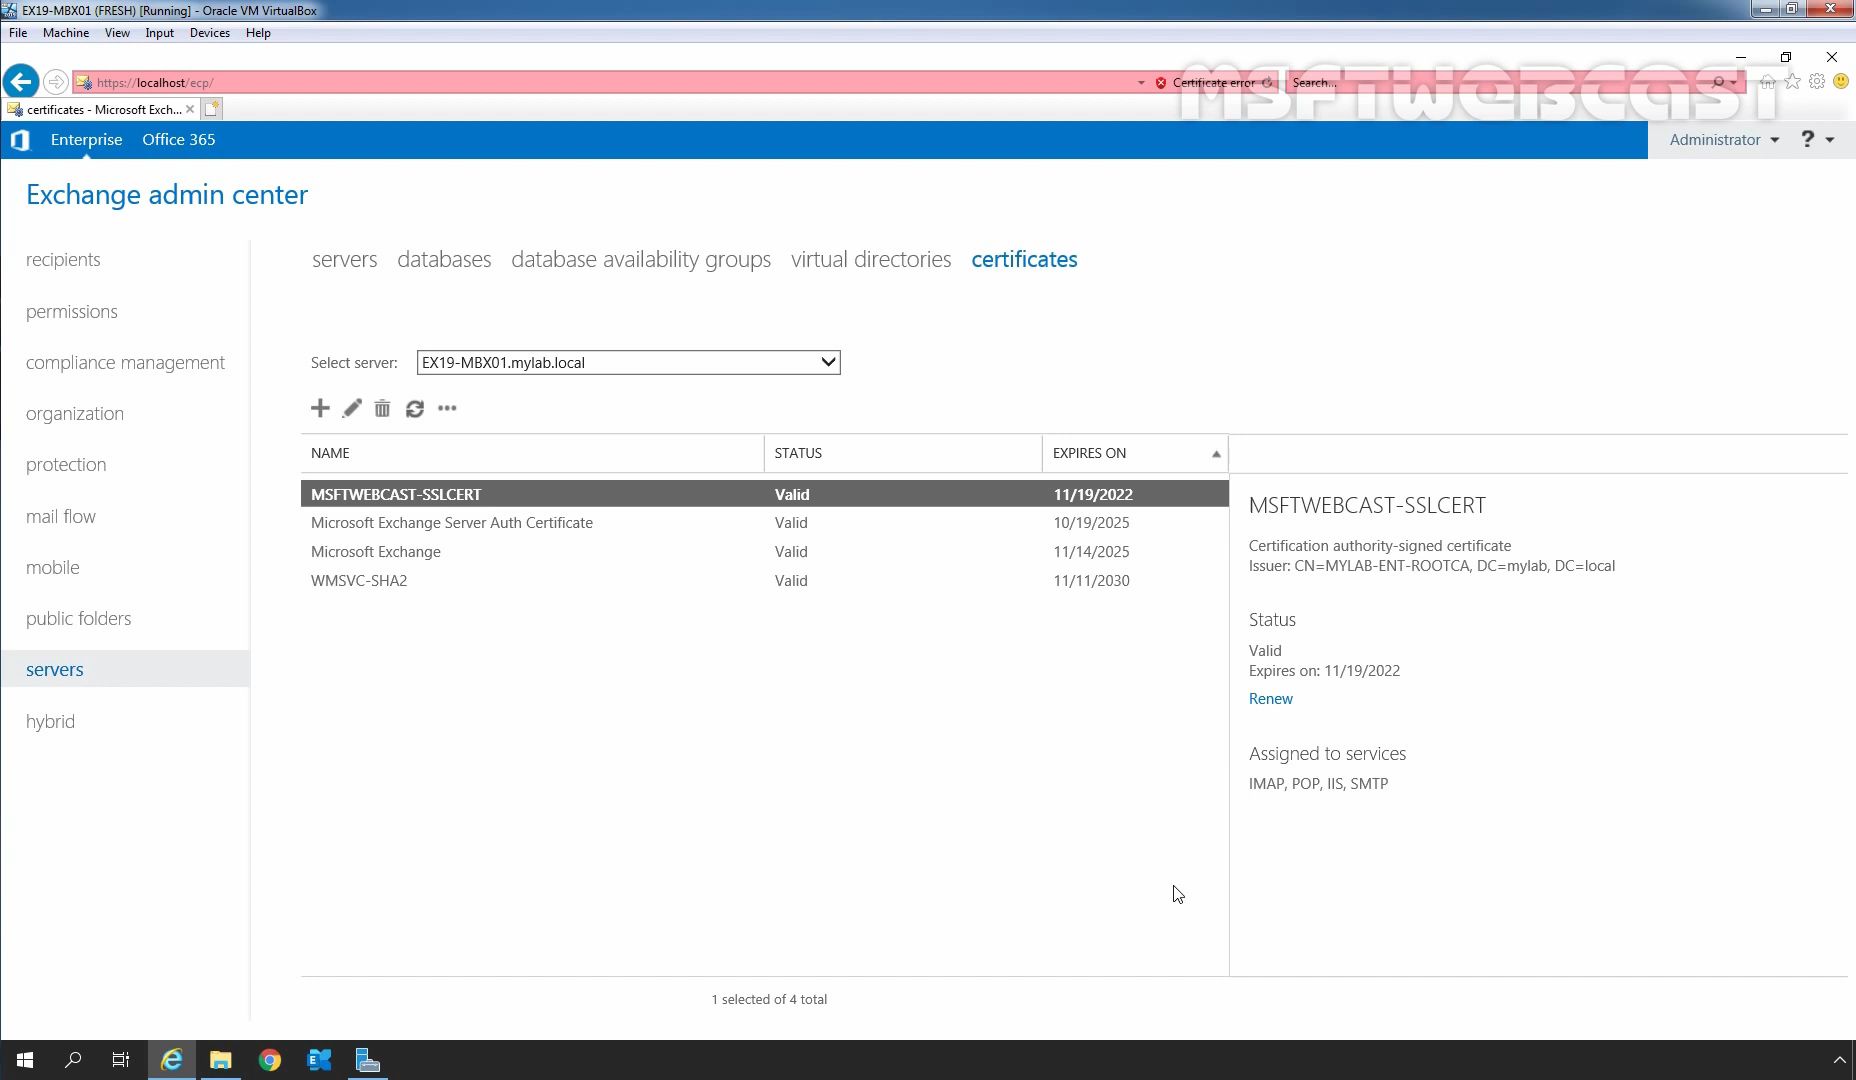 EX19-MBX01 (FRESH) [Running] - Oracle VM VirtualBox
File Machine View Input Devices Help
https://localhost/ecp/ Certificate error Search...
certificates - Microsoft Exch...
MSFTWEBCAST
Enterprise Office 365 Administrator ?
Exchange admin center
recipients
permissions
compliance management
organization
protection
mail flow
mobile
public folders
servers
hybrid
servers databases database availability groups virtual directories certificates
Select server: EX19-MBX01.mylab.local
NAME STATUS EXPIRES ON
MSFTWEBCAST-SSLCERT Valid 11/19/2022
Microsoft Exchange Server Auth Certificate Valid 10/19/2025
Microsoft Exchange Valid 11/14/2025
WMSVC-SHA2 Valid 11/11/2030
1 selected of 4 total
MSFTWEBCAST-SSLCERT
Certification authority-signed certificate
Issuer: CN=MYLAB-ENT-ROOTCA, DC=mylab, DC=local
Status
Valid
Expires on: 11/19/2022
Renew
Assigned to services
IMAP, POP, IIS, SMTP